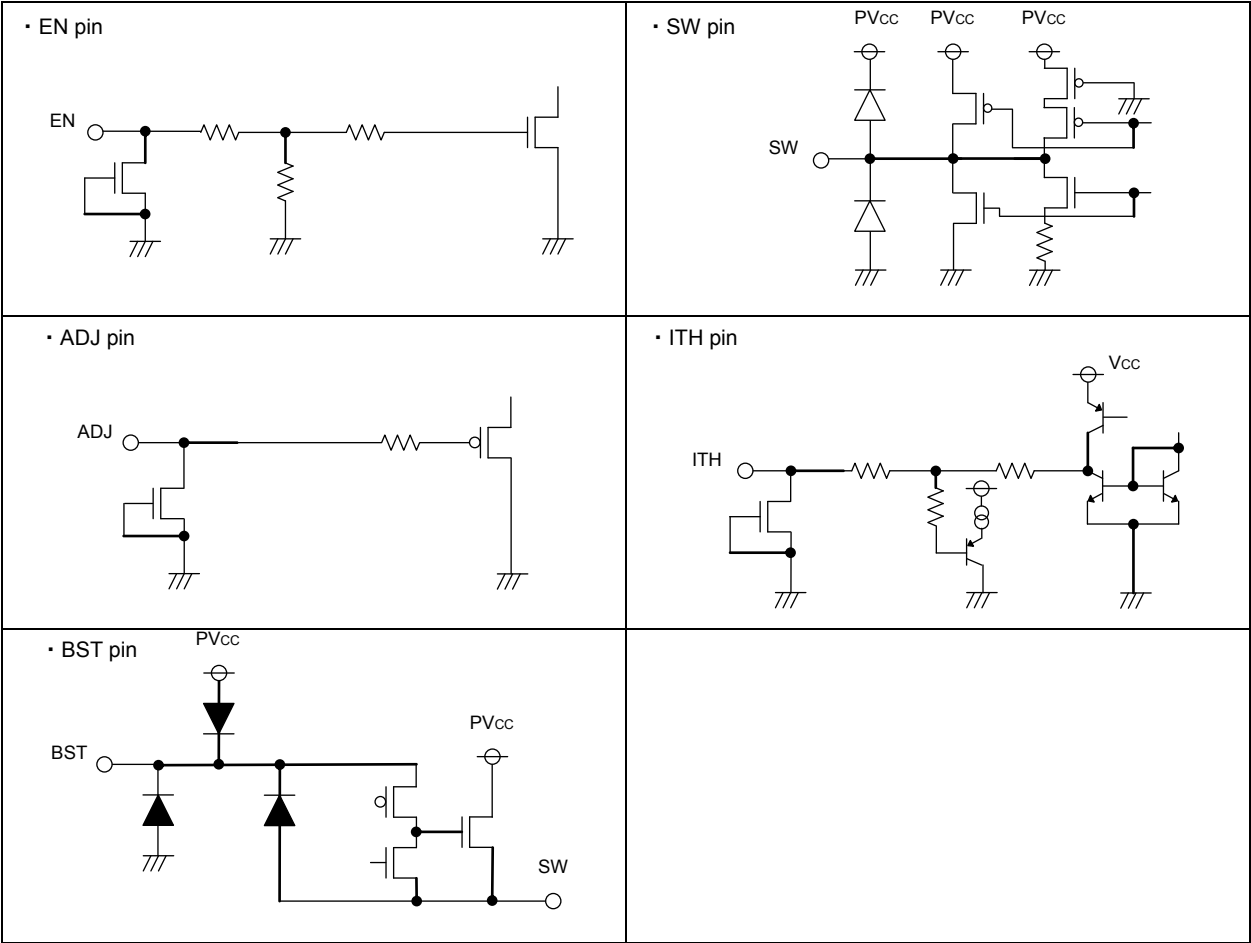 ・EN pin
EN
・SW pin
PVCC PVCC PVCC
SW
・ADJ pin
ADJ
・ITH pin
VCC
ITH
・BST pin
PVCC
PVCC
BST
SW